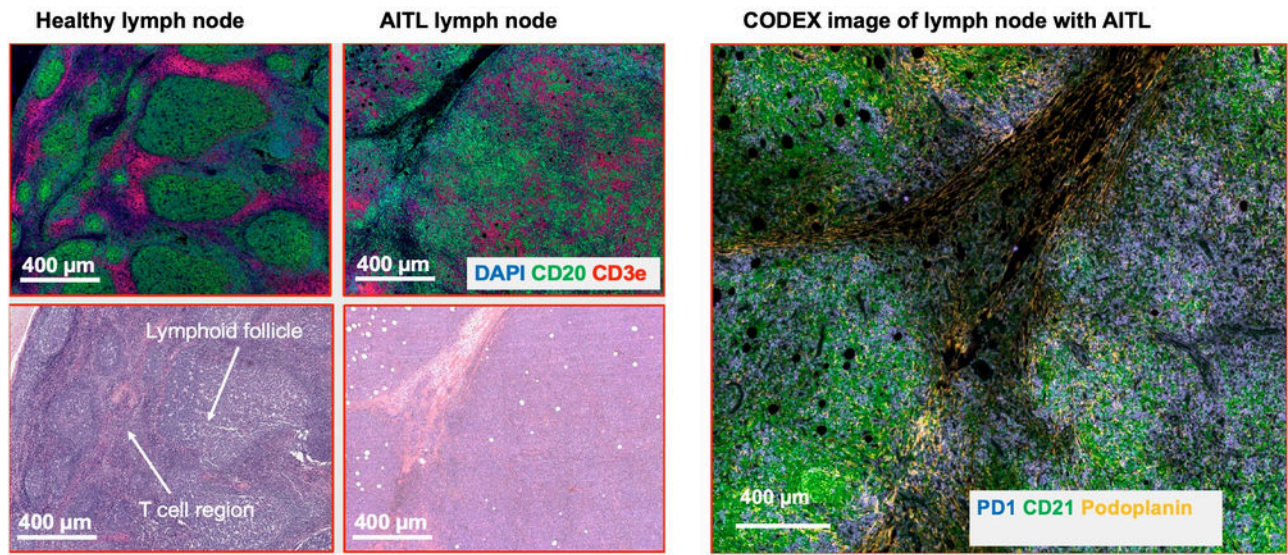 Healthy lymph node
AITL lymph node
CODEX image of lymph node with AITL
400 µm
400 µm
DAPI CD20 CD3e
Lymphoid follicle
T cell region
400 µm
400 µm
400 µm
PD1 CD21 Podoplanin